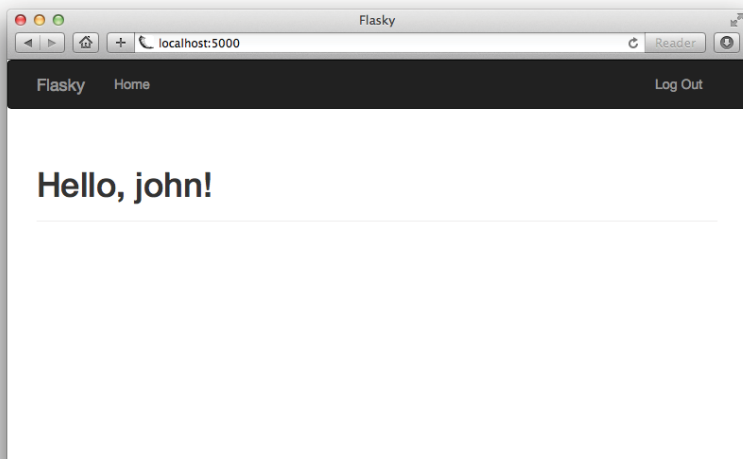 Flasky
localhost:5000
Reader
Flasky Home Log Out
Hello, john!